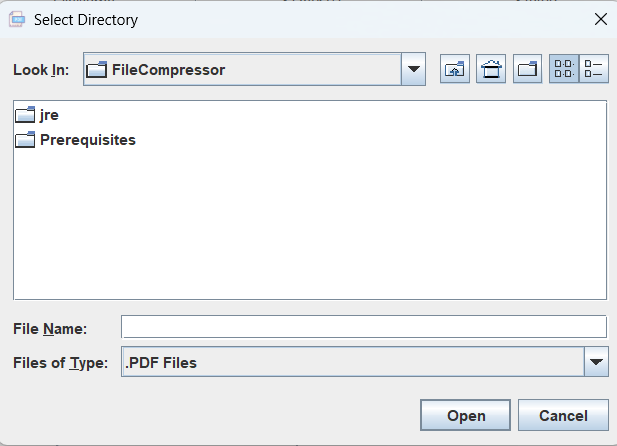 Select Directory
Look In: FileCompressor
jre
Prerequisites
File Name:
Files of Type: .PDF Files
Open Cancel